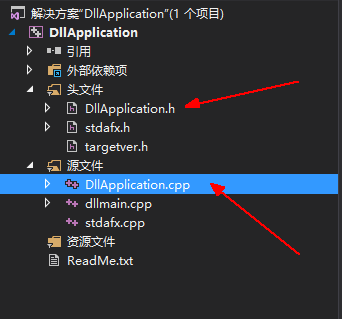 解决方案"DllApplication"(1 个项目)
DllApplication
引用
外部依赖项
头文件
DllApplication.h
stdafx.h
targetver.h
源文件
DllApplication.cpp
dllmain.cpp
stdafx.cpp
资源文件
ReadMe.txt